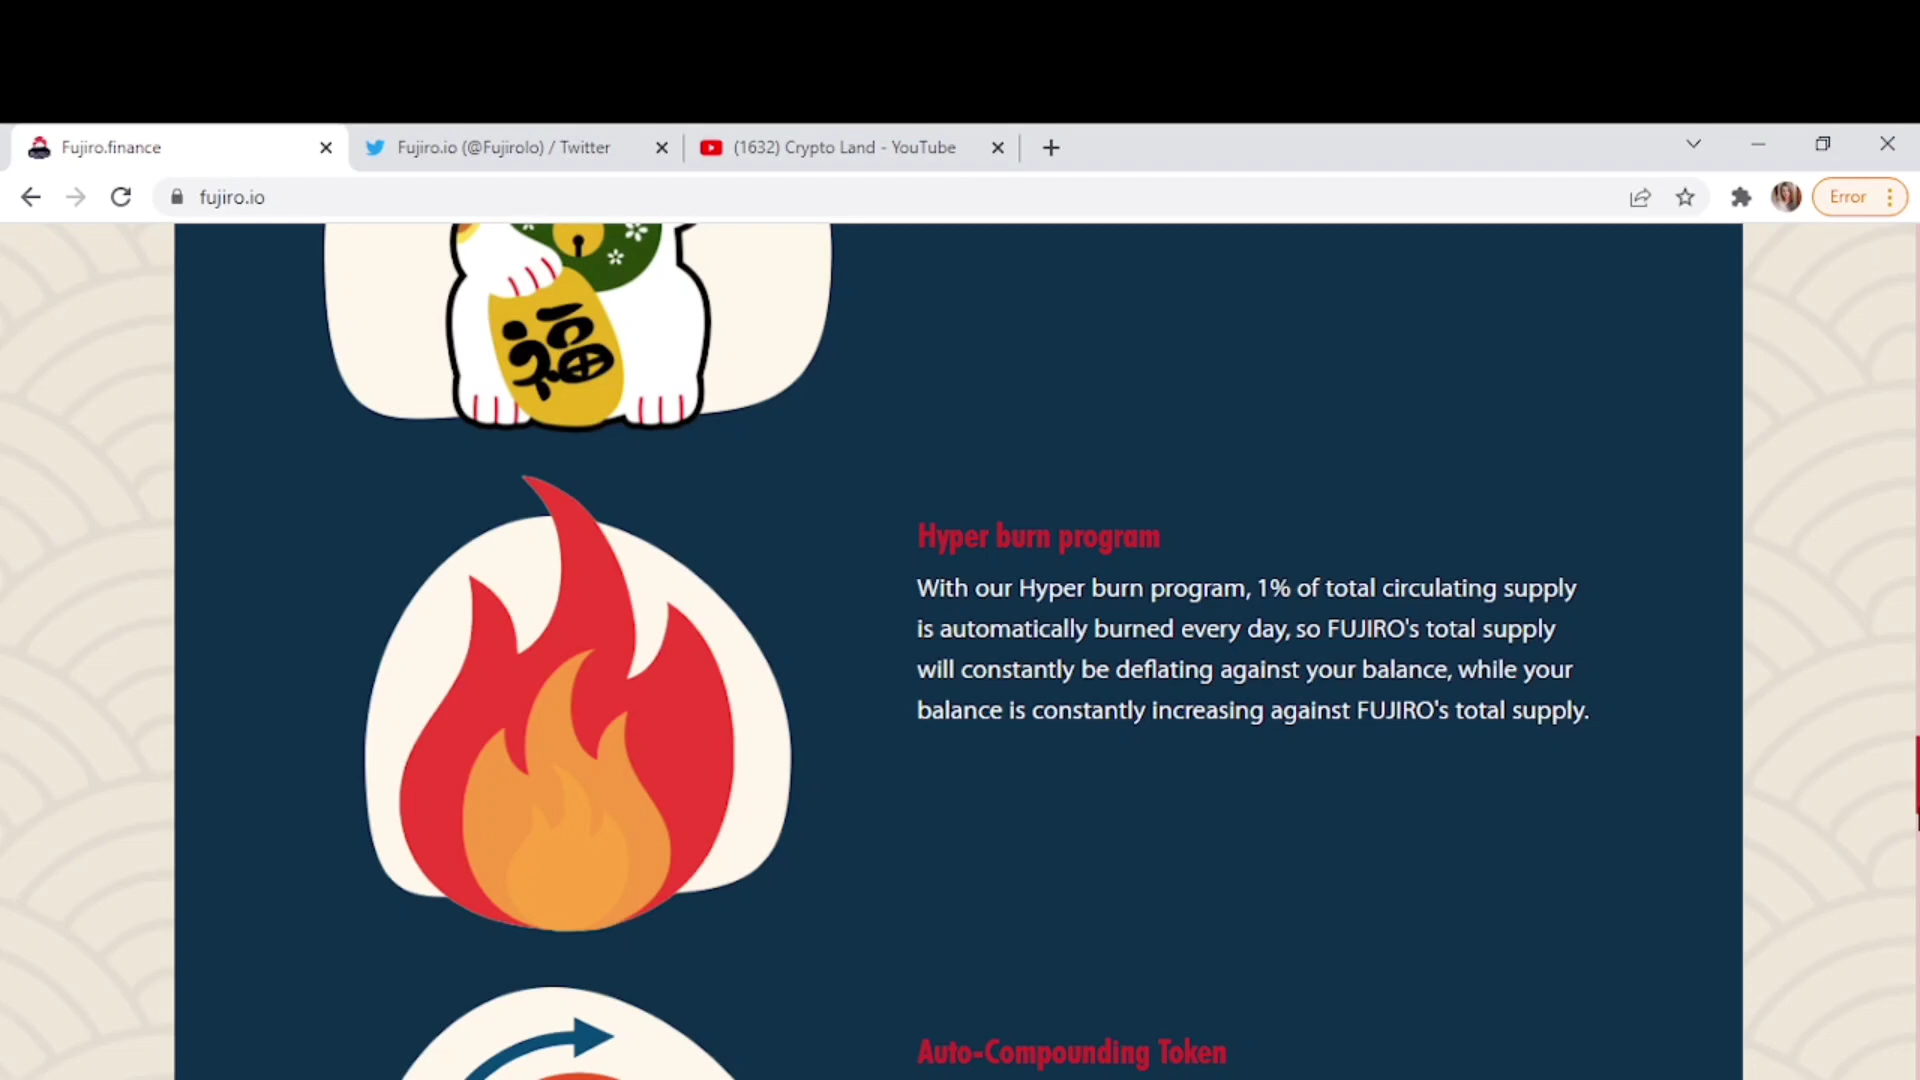 Fujiro.finance
Fujiro.io (@FujiroIo) / Twitter
(1632) Crypto Land - YouTube
fujiro.io
Error
福
Hyper burn program
With our Hyper burn program, 1% of total circulating supply
is automatically burned every day, so FUJIRO's total supply
will constantly be deflating against your balance, while your
balance is constantly increasing against FUJIRO's total supply.
Auto-Compounding Token